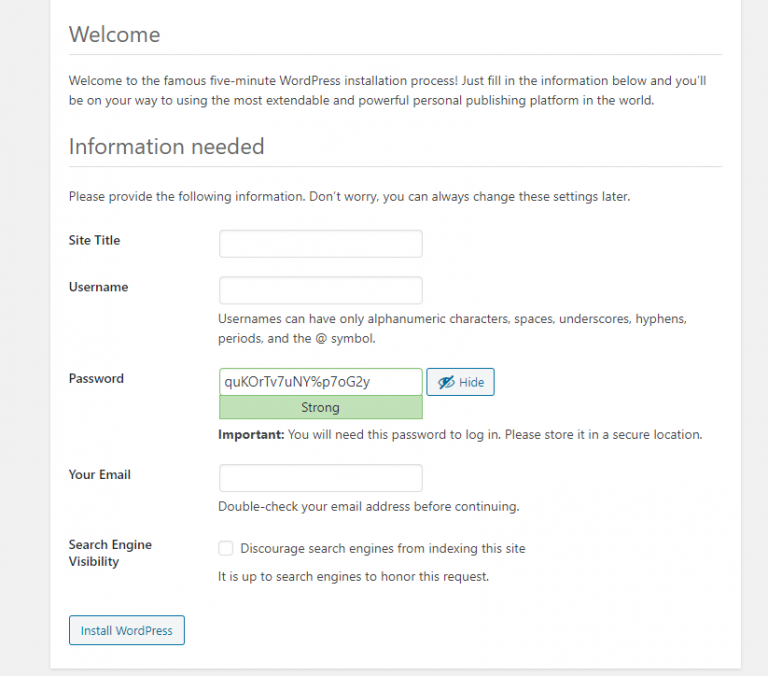 Welcome
Welcome to the famous five-minute WordPress installation process! Just fill in the information below and you'll
be on your way to using the most extendable and powerful personal publishing platform in the world.
Information needed
Please provide the following information. Don't worry, you can always change these settings later.
Site Title
Username
Usernames can have only alphanumeric characters, spaces, underscores, hyphens,
periods, and the @ symbol.
Password
quKOrTv7uNY%p7oG2y
Hide
Strong
Important: You will need this password to log in. Please store it in a secure location.
Your Email
Double-check your email address before continuing.
Search Engine
Visibility
Discourage search engines from indexing this site
It is up to search engines to honor this request.
Install WordPress